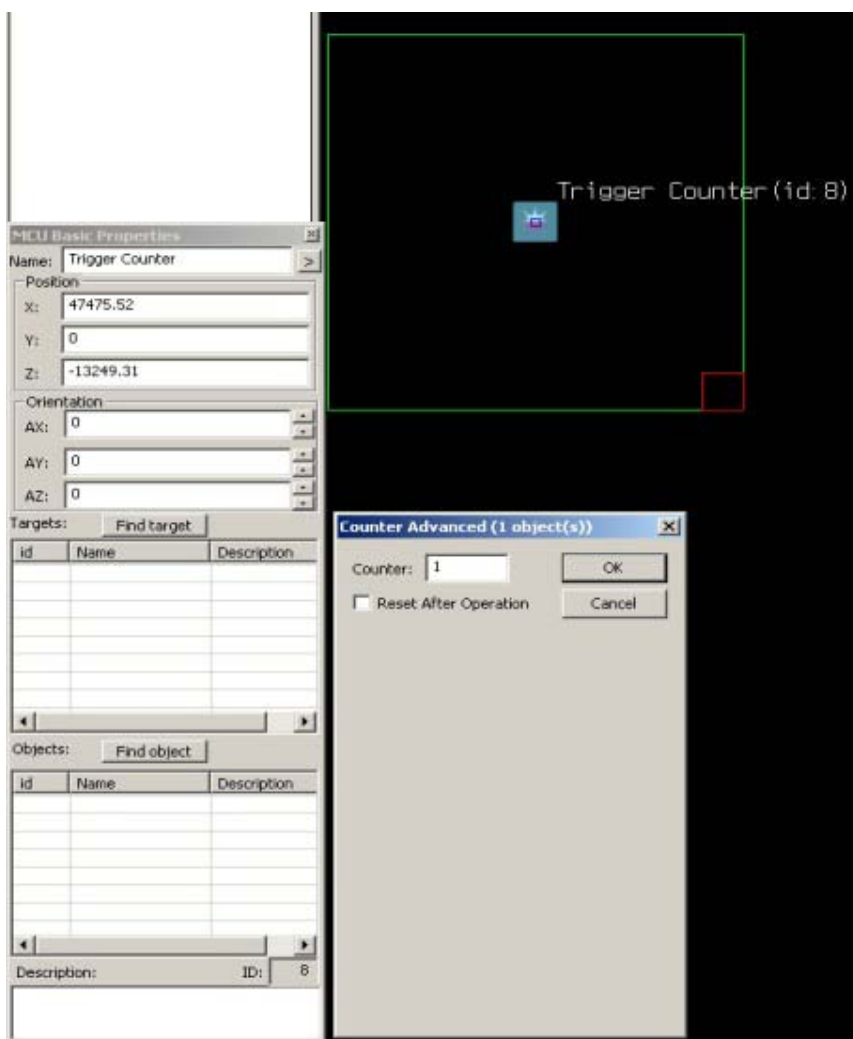 Trigger Counter(id:8)
MCU Basic Properties
Name: Trigger Counter >
Position
X: 47475.52
Y: 0
Z: -13249.31
Orientation
AX: 0
AY: 0
AZ: 0
Targets: Find target
id Name Description
Objects: Find object
id Name Description
Description: ID: 8
Counter Advanced (1 object(s))
Counter: 1 OK
Reset After Operation Cancel